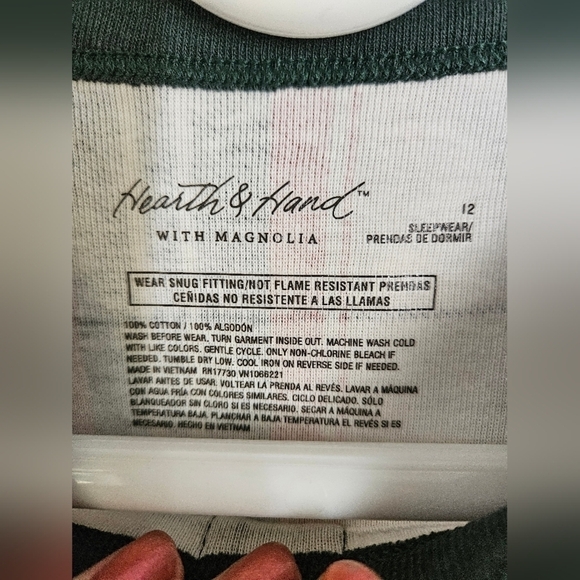 Hearth & Hand™
WITH MAGNOLIA
12
SLEEPWEAR/
PRENDAS DE DORMIR
WEAR SNUG FITTING/NOT FLAME RESISTANT PRENDAS
CEÑIDAS NO RESISTENTE A LAS LLAMAS
100% COTTON / 100% ALGODÓN
WASH BEFORE WEAR. TURN GARMENT INSIDE OUT. MACHINE WASH COLD
WITH LIKE COLORS. GENTLE CYCLE. ONLY NON-CHLORINE BLEACH IF
NEEDED. TUMBLE DRY LOW. COOL IRON ON REVERSE SIDE IF NEEDED.
MADE IN VIETNAM RN17730 VN1066221
LAVAR ANTES DE USAR. VOLTEAR LA PRENDA AL REVÉS. LAVAR A MÁQUINA
CON AGUA FRÍA CON COLORES SIMILARES. CICLO DELICADO. SÓLO
BLANQUEADOR SIN CLORO SI ES NECESARIO. SECAR A MÁQUINA A
TEMPERATURA BAJA. PLANCHAR A BAJA TEMPERATURA EL REVÉS SI ES
NECESARIO. HECHO EN VIETNAM